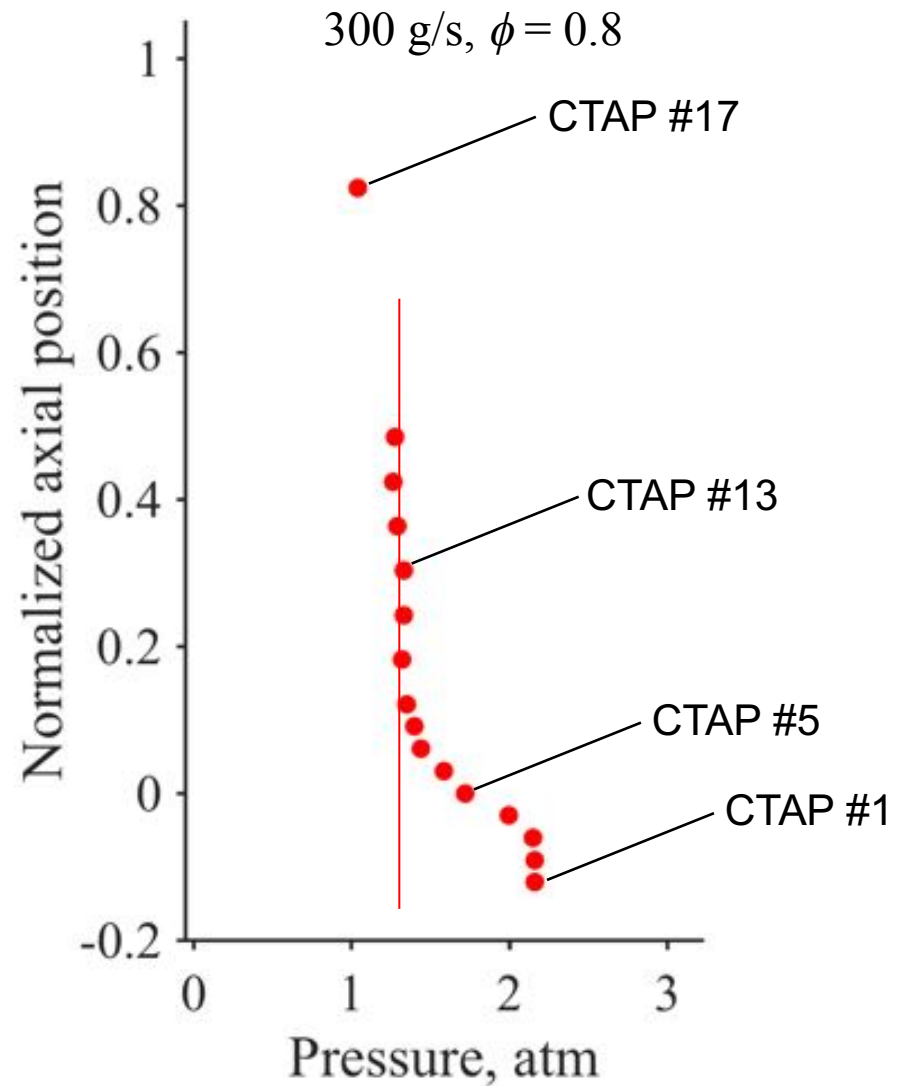 300 g/s, ϕ = 0.8
1
CTAP #17
0.8
0.6
CTAP #13
0.4
0.2
CTAP #5
0
CTAP #1
-0.2
0 1 2 3
Pressure, atm
Normalized axial position